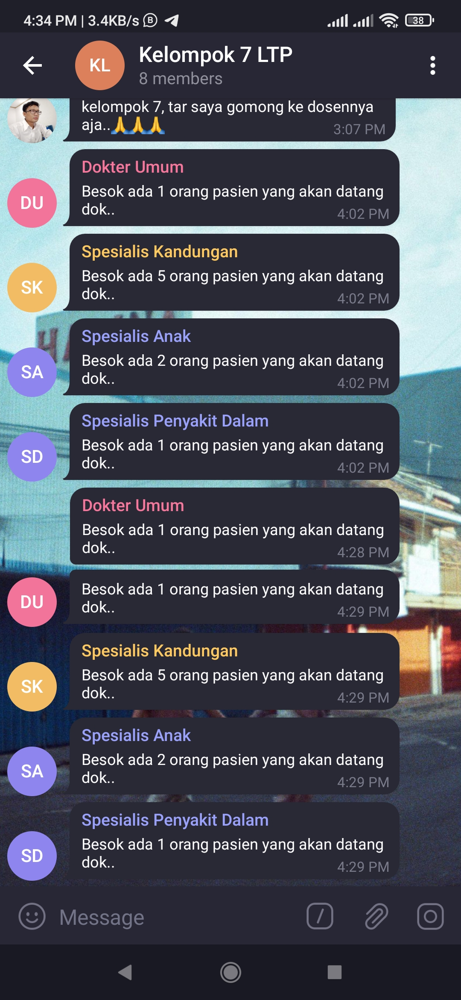 4:34 PM | 3.4KB/s B
38
KL
Kelompok 7 LTP
8 members
kelompok 7, tar saya gomong ke dosennya
aja..🙏🙏🙏
3:07 PM
Dokter Umum
Besok ada 1 orang pasien yang akan datang
dok..
4:02 PM
DU
Spesialis Kandungan
Besok ada 5 orang pasien yang akan datang
dok..
4:02 PM
SK
Spesialis Anak
Besok ada 2 orang pasien yang akan datang
dok..
4:02 PM
SA
Spesialis Penyakit Dalam
Besok ada 1 orang pasien yang akan datang
dok..
4:02 PM
SD
Dokter Umum
Besok ada 1 orang pasien yang akan datang
dok..
4:28 PM
Besok ada 1 orang pasien yang akan datang
dok..
4:29 PM
DU
Spesialis Kandungan
Besok ada 5 orang pasien yang akan datang
dok..
4:29 PM
SK
Spesialis Anak
Besok ada 2 orang pasien yang akan datang
dok..
4:29 PM
SA
Spesialis Penyakit Dalam
Besok ada 1 orang pasien yang akan datang
dok..
4:29 PM
SD
Message